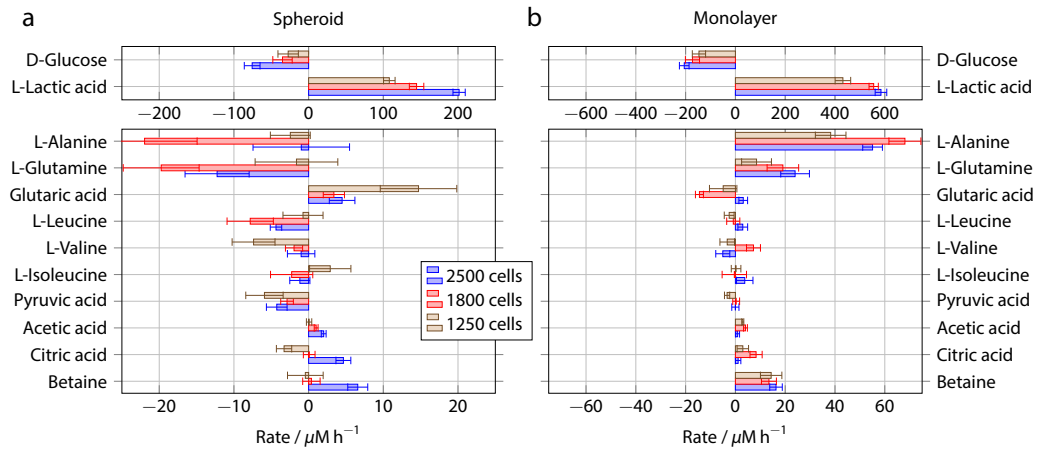 a
Spheroid
b
Monolayer
D-Glucose
L-Lactic acid
−200 −100 0 100 200
L-Alanine
L-Glutamine
Glutaric acid
L-Leucine
L-Valine
L-Isoleucine
Pyruvic acid
Acetic acid
Citric acid
Betaine
−20 −10 0 10 20
Rate / μM h−1
2500 cells
1800 cells
1250 cells
D-Glucose
L-Lactic acid
−600 −400 −200 0 200 400 600
L-Alanine
L-Glutamine
Glutaric acid
L-Leucine
L-Valine
L-Isoleucine
Pyruvic acid
Acetic acid
Citric acid
Betaine
−60 −40 −20 0 20 40 60
Rate / μM h−1